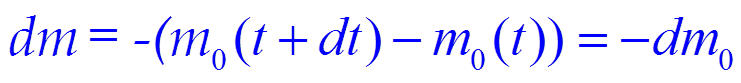 dm = -(m₀(t + dt) − m₀(t)) = −dm₀